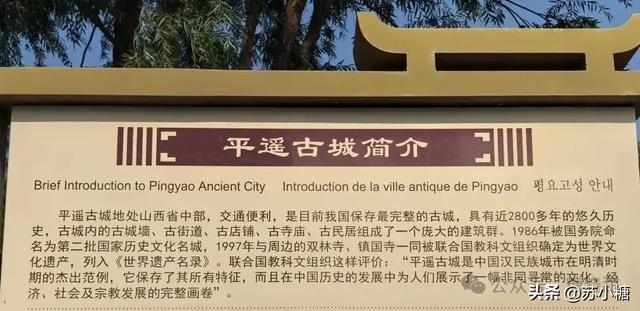 平遥古城简介
Brief Introduction to Pingyao Ancient City Introduction de la ville antique de Pingyao 평요고성 안내
平遥古城地处山西省中部，交通便利，是目前我国保存最完整的古城，具有近2800多年的悠久历
史，古城内的古城墙、古街道、古店铺、古寺庙、古民居组成了一个庞大的建筑群。1986年被国务院命
名为第二批国家历史文化名城，1997年与周边的双林寺、镇国寺一同被联合国教科文组织确定为世界文
化遗产，列入《世界遗产名录》。联合国教科文组织这样评价：“平遥古城是中国汉民族城市在明清时
期的杰出范例，它保存了其所有特征，而且在中国历史的发展中为人们展示了一幅非同寻常的文化、经
济、社会及宗教发展的完整画卷”。
头条 @苏小糖